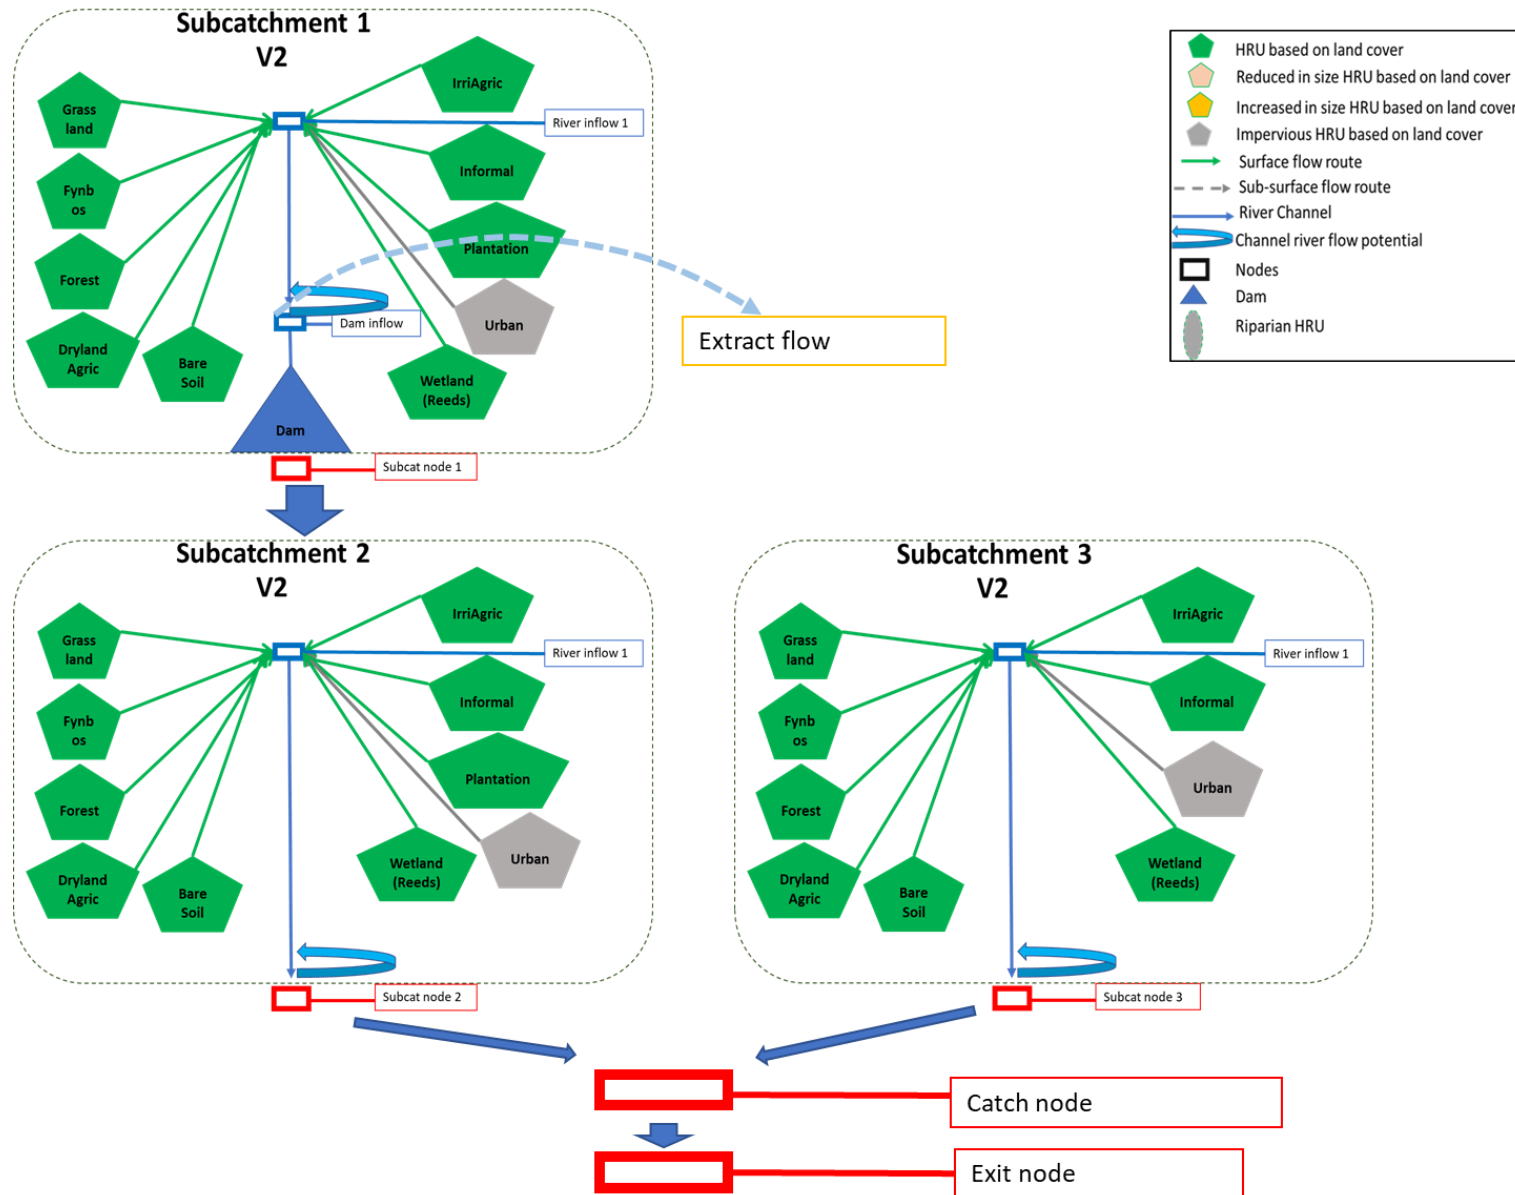 Subcatchment 1
V2
Grass
land
Fynb
os
Forest
Dryland
Agric
Bare
Soil
IrriAgric
River inflow 1
Informal
Plantation
Urban
Wetland
(Reeds)
Dam inflow
Dam
Subcat node 1
Extract flow
HRU based on land cover
Reduced in size HRU based on land cover
Increased in size HRU based on land cover
Impervious HRU based on land cover
Surface flow route
Sub-surface flow route
River Channel
Channel river flow potential
Nodes
Dam
Riparian HRU
Subcatchment 2
V2
Grass
land
Fynb
os
Forest
Dryland
Agric
Bare
Soil
IrriAgric
River inflow 1
Informal
Plantation
Urban
Wetland
(Reeds)
Subcat node 2
Subcatchment 3
V2
Grass
land
Fynb
os
Forest
Dryland
Agric
Bare
Soil
IrriAgric
River inflow 1
Informal
Urban
Wetland
(Reeds)
Subcat node 3
Catch node
Exit node